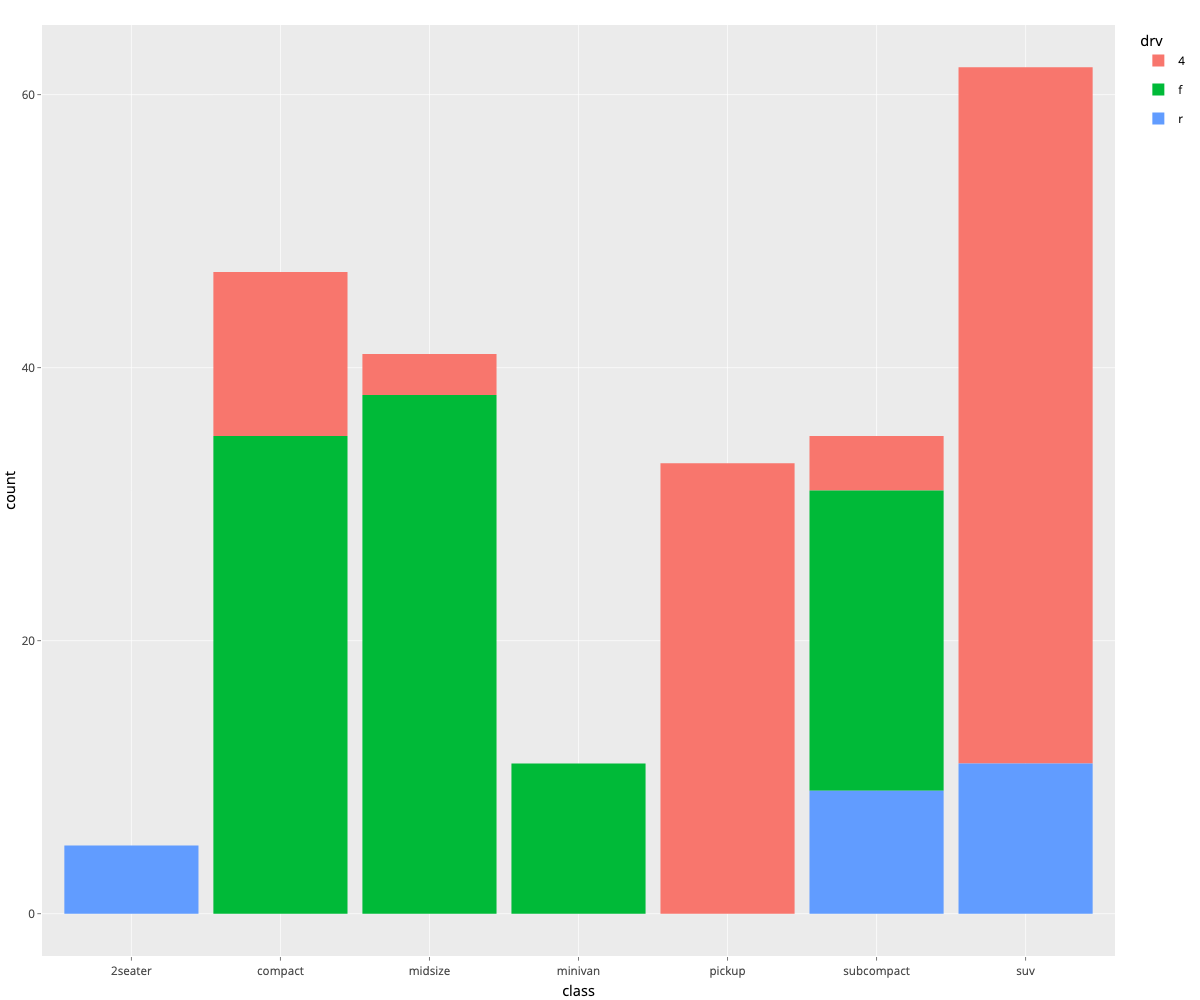 drv
4
f
r
60
40
20
0
count
2seater compact midsize minivan pickup subcompact suv
class